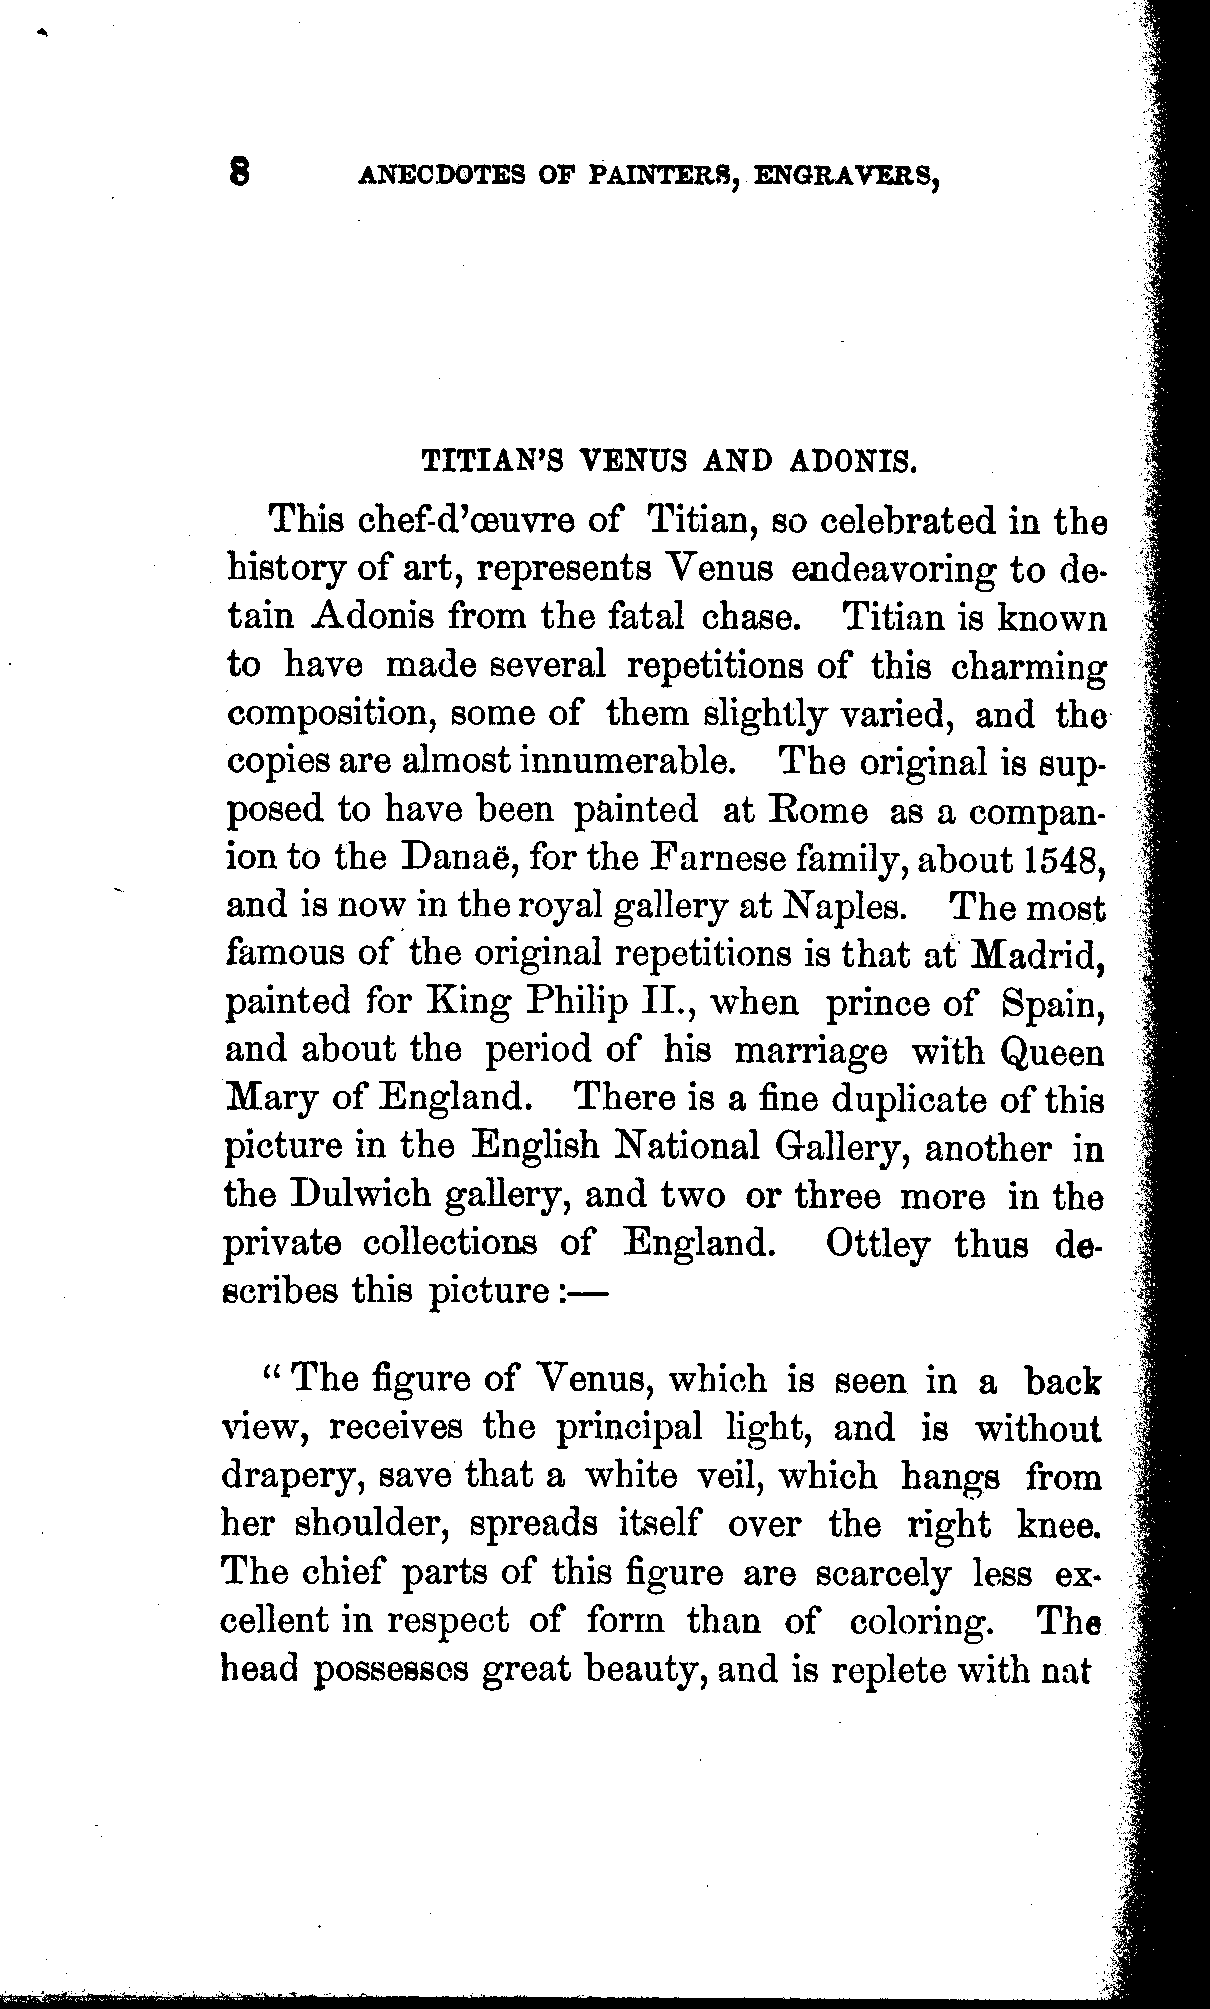 8 ANECDOTES OF PAINTERS, ENGRAVERS,
TITIAN'S VENUS AND ADONIS.
This chef-d'œuvre of Titian, so celebrated in the
history of art, represents Venus endeavoring to de-
tain Adonis from the fatal chase. Titian is known
to have made several repetitions of this charming
composition, some of them slightly varied, and the
copies are almost innumerable. The original is sup-
posed to have been painted at Rome as a compan-
ion to the Danaë, for the Farnese family, about 1548,
and is now in the royal gallery at Naples. The most
famous of the original repetitions is that at Madrid,
painted for King Philip II., when prince of Spain,
and about the period of his marriage with Queen
Mary of England. There is a fine duplicate of this
picture in the English National Gallery, another in
the Dulwich gallery, and two or three more in the
private collections of England. Ottley thus de-
scribes this picture :—
" The figure of Venus, which is seen in a back
view, receives the principal light, and is without
drapery, save that a white veil, which hangs from
her shoulder, spreads itself over the right knee.
The chief parts of this figure are scarcely less ex-
cellent in respect of form than of coloring. The
head possesses great beauty, and is replete with nat